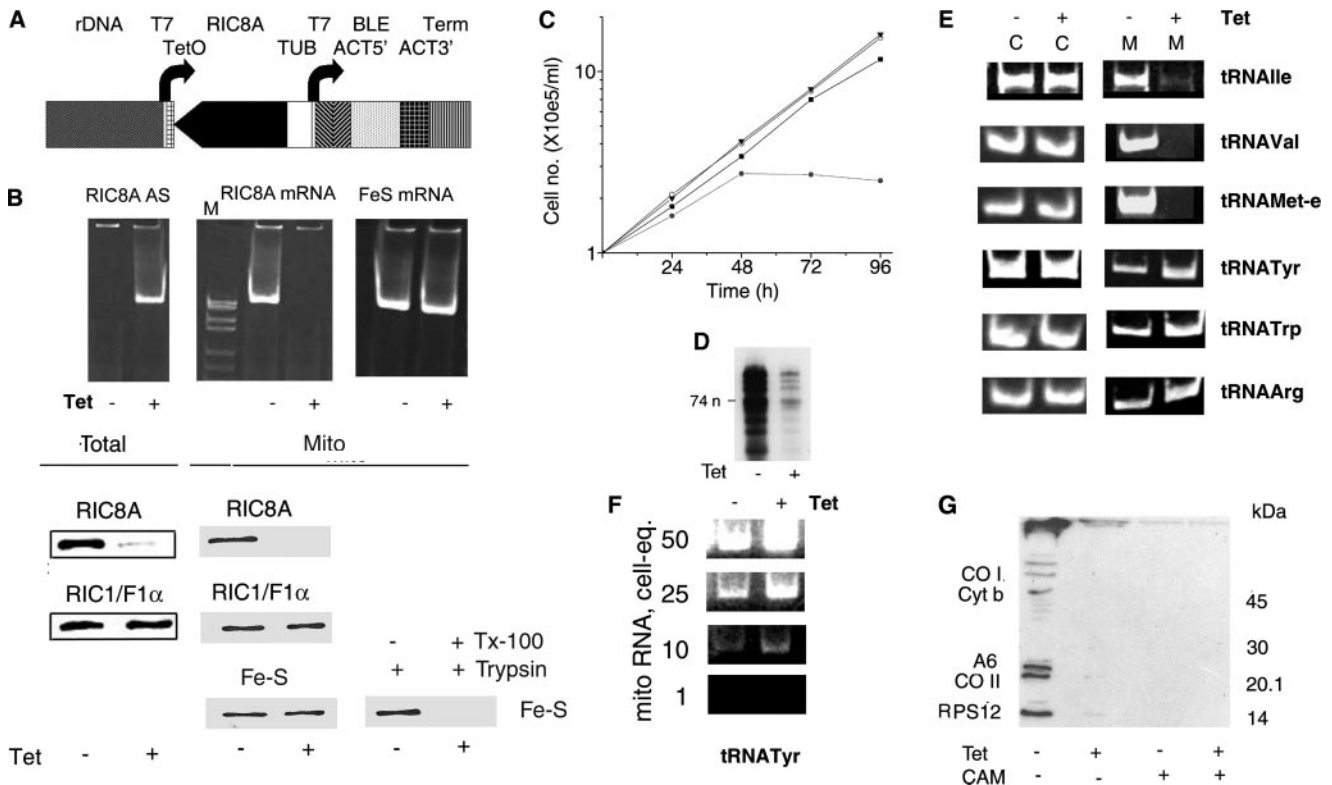 A
rDNA T7 RIC8A T7 BLE Term
TetO TUB ACT5' ACT3'
B
RIC8A AS RIC8A mRNA FeS mRNA
M
Tet - + - + - +
Total Mito
RIC8A RIC8A
RIC1/F1α RIC1/F1α
- + Tx-100
+ + Trypsin
Fe-S Fe-S
Tet - + - + - +
C
Cell no. (X10e5/ml)
10
1
24 48 72 96
Time (h)
D
74 n
Tet - +
E
- + - + Tet
C C M M
tRNAIle
tRNAVal
tRNAMet-e
tRNATyr
tRNATrp
tRNAArg
F
- + Tet
mito RNA, cell-eq.
50
25
10
1
tRNATyr
G
kDa
CO I
Cyt b
45
30
A6
CO II
20.1
RPS12
14
Tet - + - +
CAM - - + +